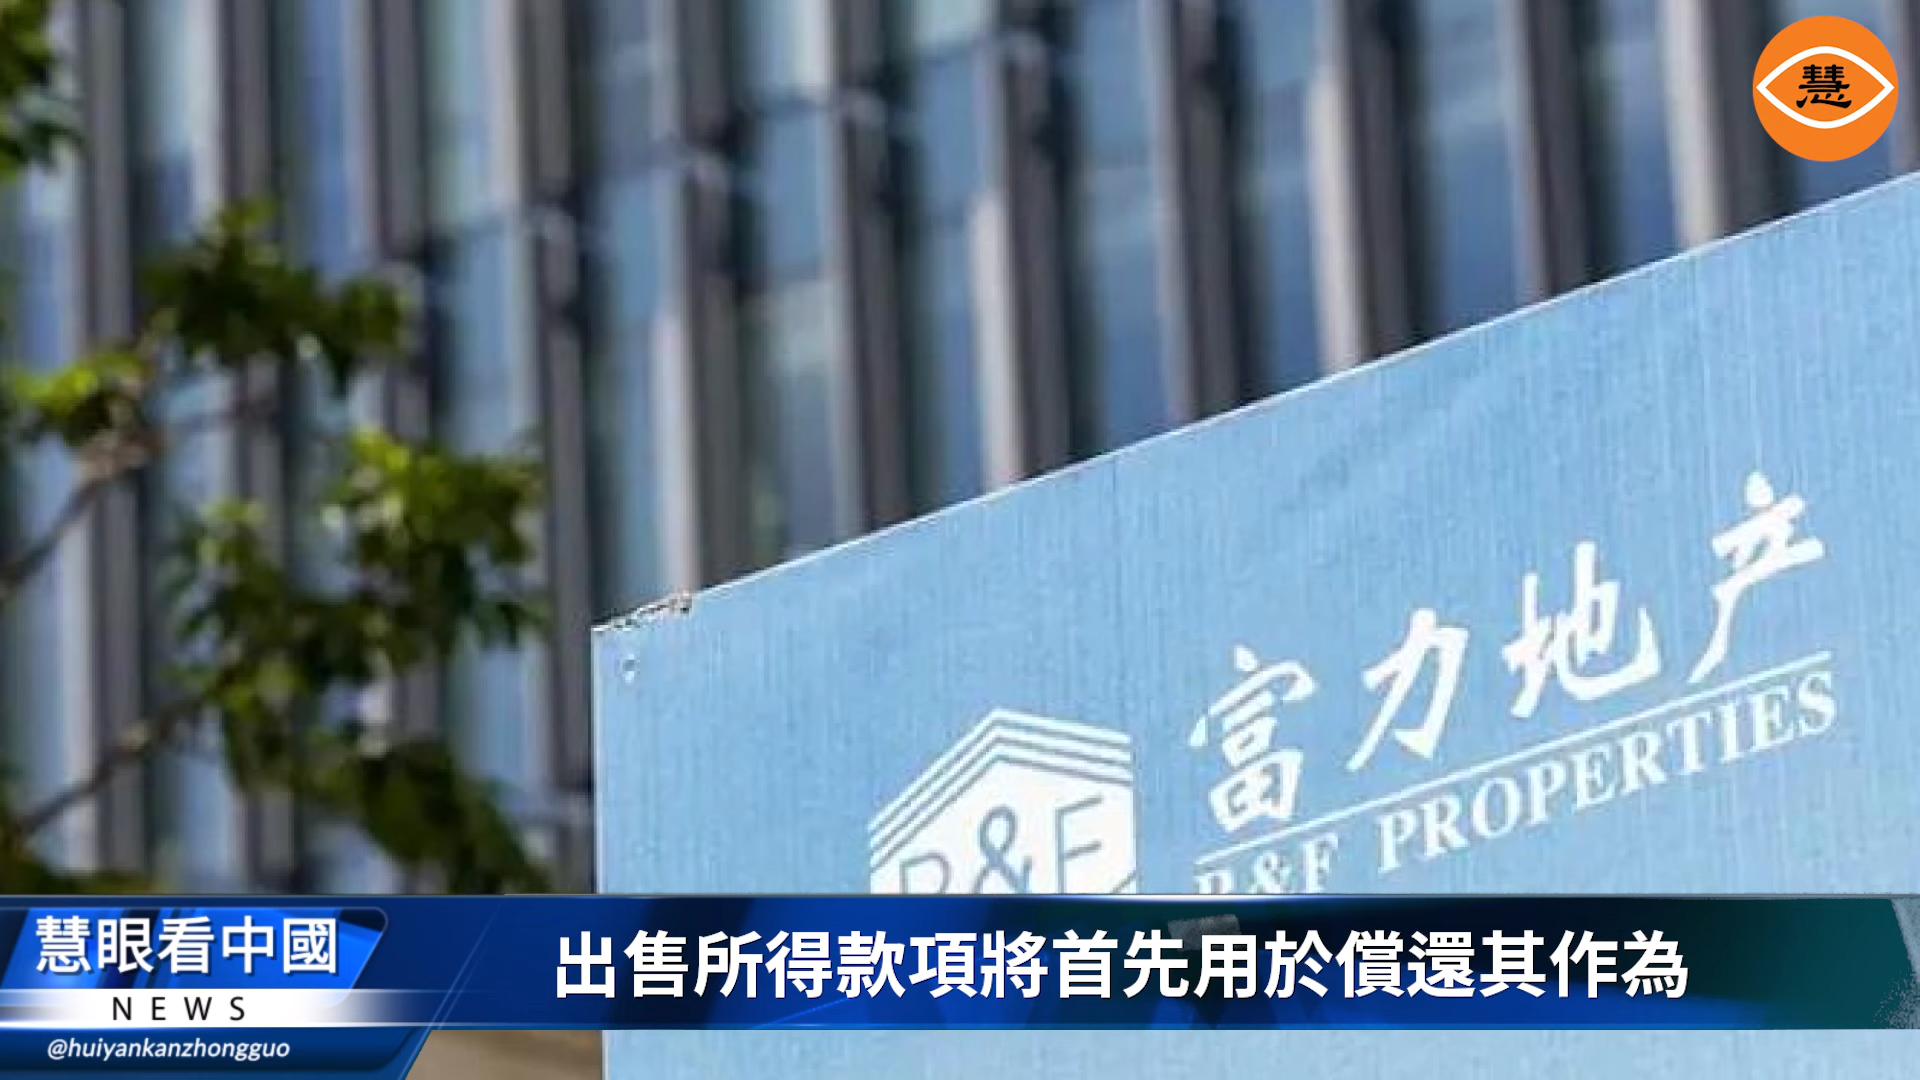 慧
富力地产
R&F PROPERTIES
R&F
慧眼看中國
NEWS
@huiyankanzhongguo
出售所得款項將首先用於償還其作為